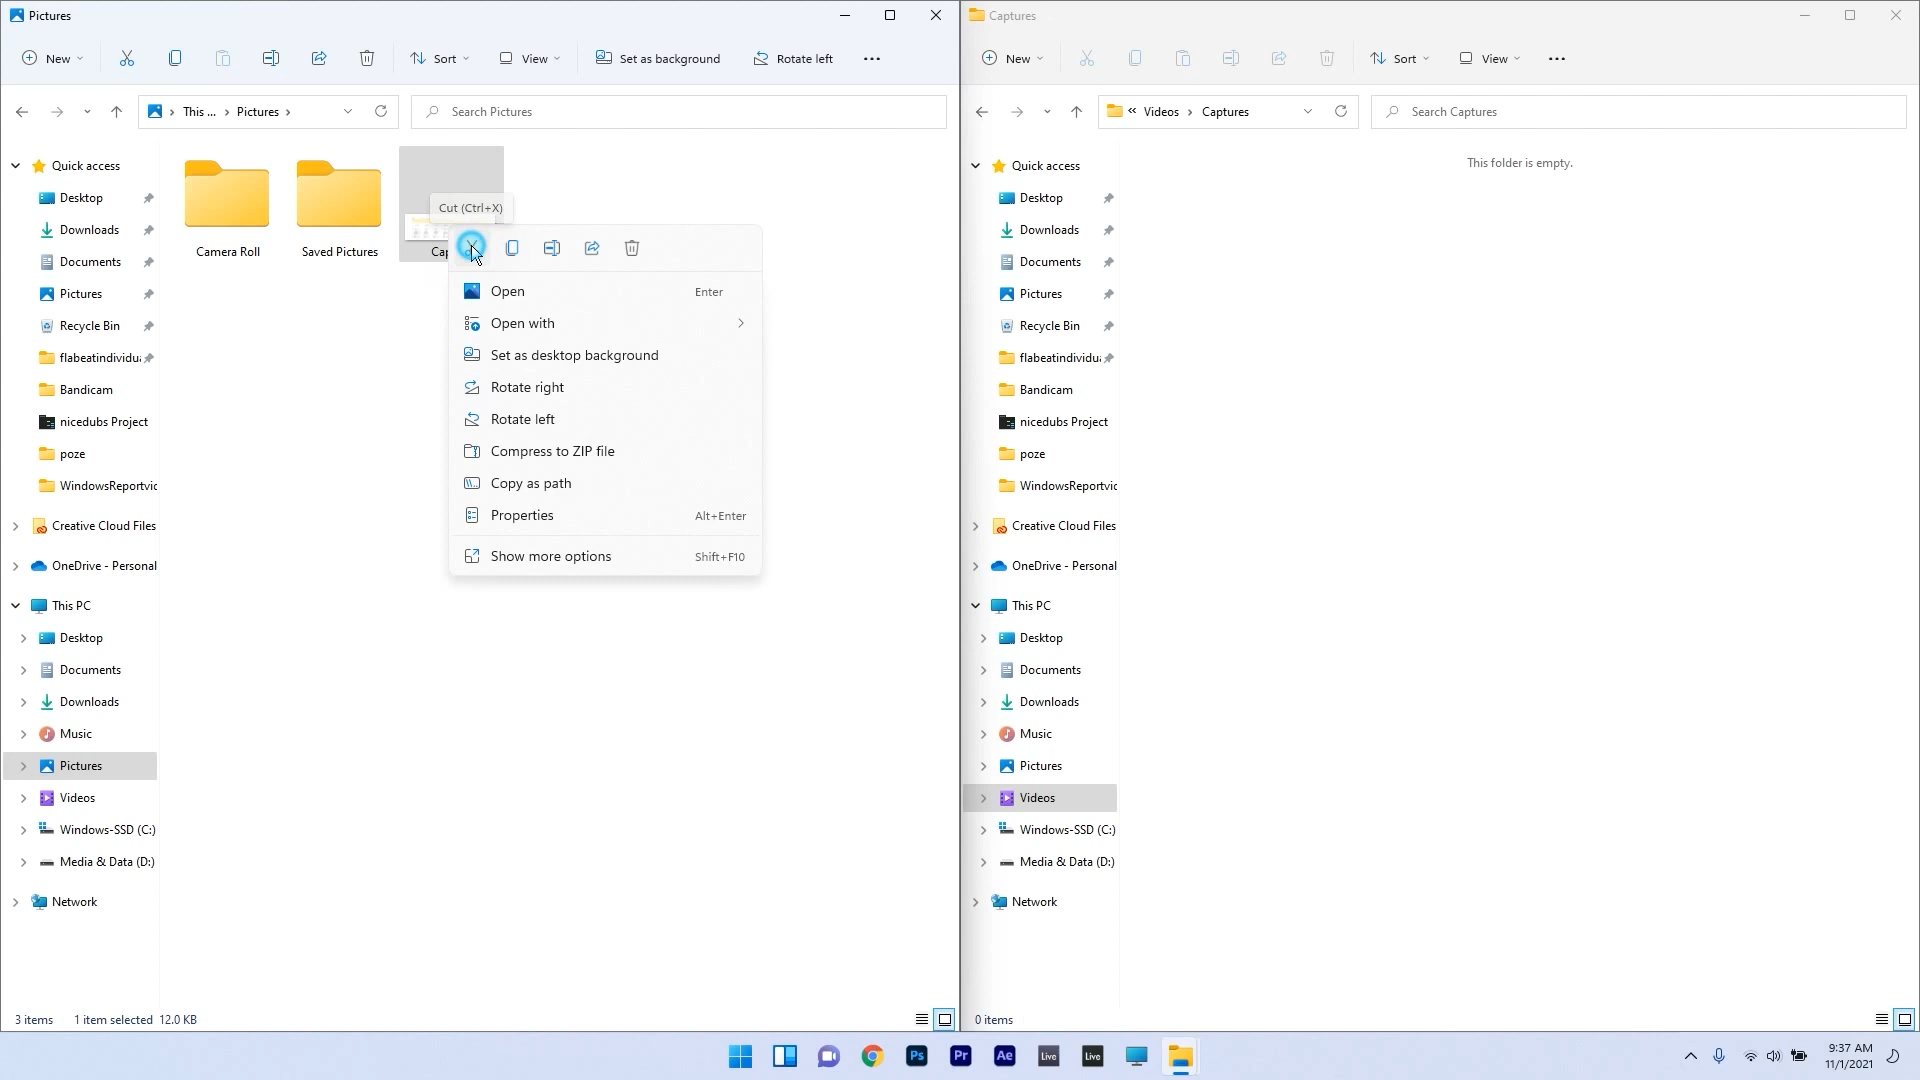 Pictures
New
Sort
View
Set as background
Rotate left
This ...
Pictures
Search Pictures
Quick access
Desktop
Downloads
Documents
Pictures
Recycle Bin
flabeatindividu
Bandicam
nicedubs Project
poze
WindowsReportvic
Creative Cloud Files
OneDrive - Personal
This PC
Desktop
Documents
Downloads
Music
Pictures
Videos
Windows-SSD (C:)
Media & Data (D:)
Network
Camera Roll
Saved Pictures
Cap
Cut (Ctrl+X)
Open Enter
Open with
Set as desktop background
Rotate right
Rotate left
Compress to ZIP file
Copy as path
Properties Alt+Enter
Show more options Shift+F10
3 items 1 item selected 12.0 KB
Captures
New
Sort
View
« Videos
Captures
Search Captures
This folder is empty.
Quick access
Desktop
Downloads
Documents
Pictures
Recycle Bin
flabeatindividu
Bandicam
nicedubs Project
poze
WindowsReportvic
Creative Cloud Files
OneDrive - Personal
This PC
Desktop
Documents
Downloads
Music
Pictures
Videos
Windows-SSD (C:)
Media & Data (D:)
Network
0 items
Ps
Pr
Ae
Live
Live
9:37 AM
11/1/2021